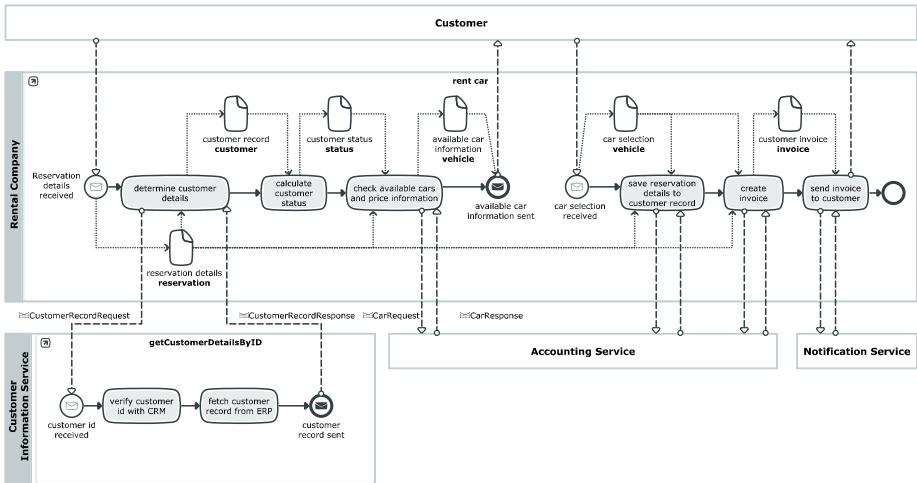 Customer
Rental Company
rent car
customer record
customer
customer status
status
available car
information
vehicle
car selection
vehicle
customer invoice
invoice
Reservation
details
received
determine customer
details
calculate
customer
status
check available cars
and price information
available car
information sent
car selection
received
save reservation
details to
customer record
create
invoice
send invoice
to customer
reservation details
reservation
CustomerRecordRequest
CustomerRecordResponse
CarRequest
CarResponse
Customer
Information Service
getCustomerDetailsByID
customer id
received
verify customer
id with CRM
fetch customer
record from ERP
customer
record sent
Accounting Service
Notification Service